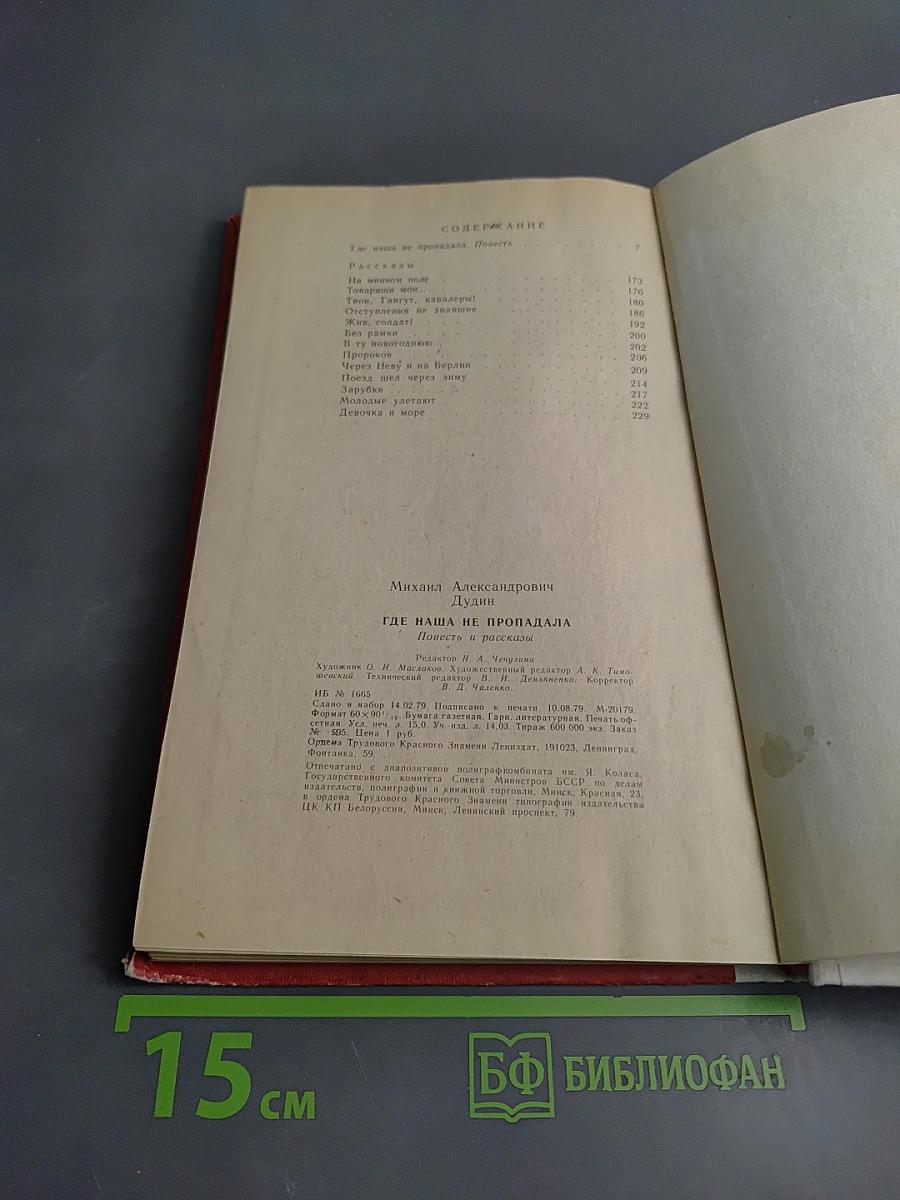 СОДЕРЖАНИЕ
Где наша не пропадала. Повесть . . . . . . . . 7
Рассказы
На минном поле . . . . . . . . . 173
Товарищи мои... . . . . . . . . . 176
Твои, Гангут, кавалеры! . . . . . . . . 180
Отступления не знавшие . . . . . . . . 186
Жив, солдат! . . . . . . . . . 192
Без рамки . . . . . . . . . 200
В ту новогоднюю... . . . . . . . . 202
Пророков . . . . . . . . . 206
Через Неву и на Берлин . . . . . . . . 209
Поезд шел через зиму . . . . . . . . 214
Зарубки . . . . . . . . . 217
Молодые улетают . . . . . . . . 222
Девочка и море . . . . . . . . . 229
Михаил Александрович
Дудин
ГДЕ НАША НЕ ПРОПАДАЛА
Повесть и рассказы
Редактор Н. А. Чечулина
Художник О. И. Маслаков. Художественный редактор А. К. Тимо-
шевский. Технический редактор В. И. Демьяненко. Корректор
В. Д. Чаленко.
ИБ № 1665
Сдано в набор 14.02.79. Подписано к печати 10.08.79. М-20179.
Формат 60×90 1/16. Бумага газетная. Гарн. литературная. Печать оф-
сетная. Усл. печ. л. 15,0. Уч.-изд. л. 14,03. Тираж 600 000 экз. Заказ
№ Цена 1 руб.
Ордена Трудового Красного Знамени Лениздат, 191023, Ленинград,
Фонтанка, 59.
Отпечатано с диапозитивов полиграфкомбината им. Я. Коласа,
Государственного комитета Совета Министров БССР по делам
издательств, полиграфии и книжной торговли, Минск, Красная, 23,
в ордена Трудового Красного Знамени типографии издательства
ЦК КП Белоруссии, Минск, Ленинский проспект, 79.
15 см
БФ БИБЛИОФАН